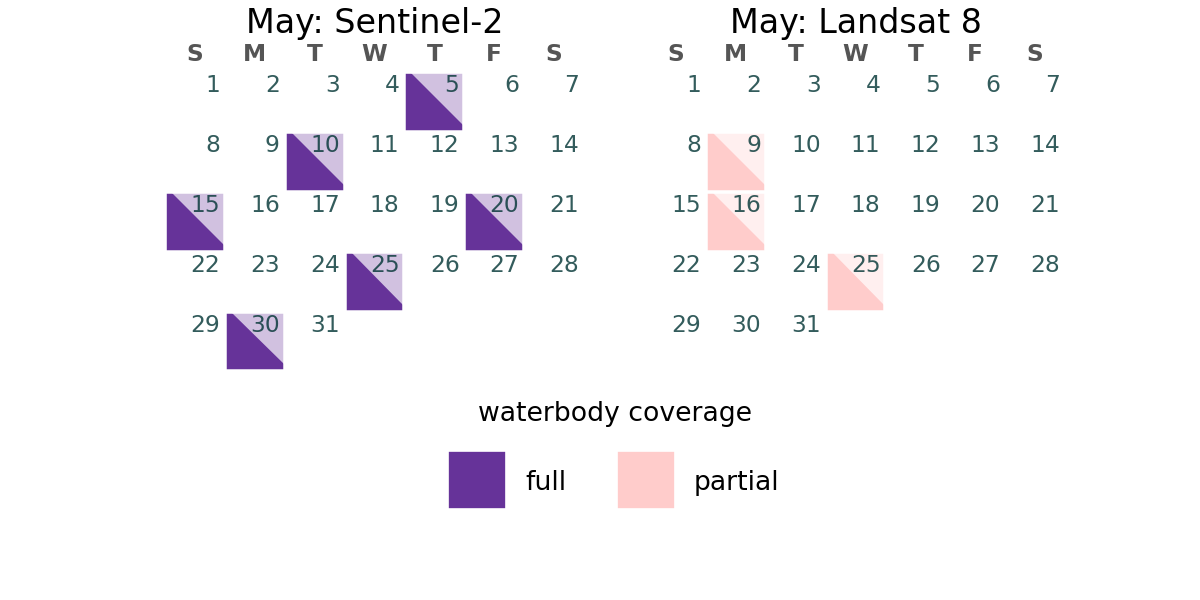 May: Sentinel-2
S M T W T F S
1 2 3 4 5 6 7
8 9 10 11 12 13 14
15 16 17 18 19 20 21
22 23 24 25 26 27 28
29 30 31
May: Landsat 8
S M T W T F S
1 2 3 4 5 6 7
8 9 10 11 12 13 14
15 16 17 18 19 20 21
22 23 24 25 26 27 28
29 30 31
waterbody coverage
full
partial